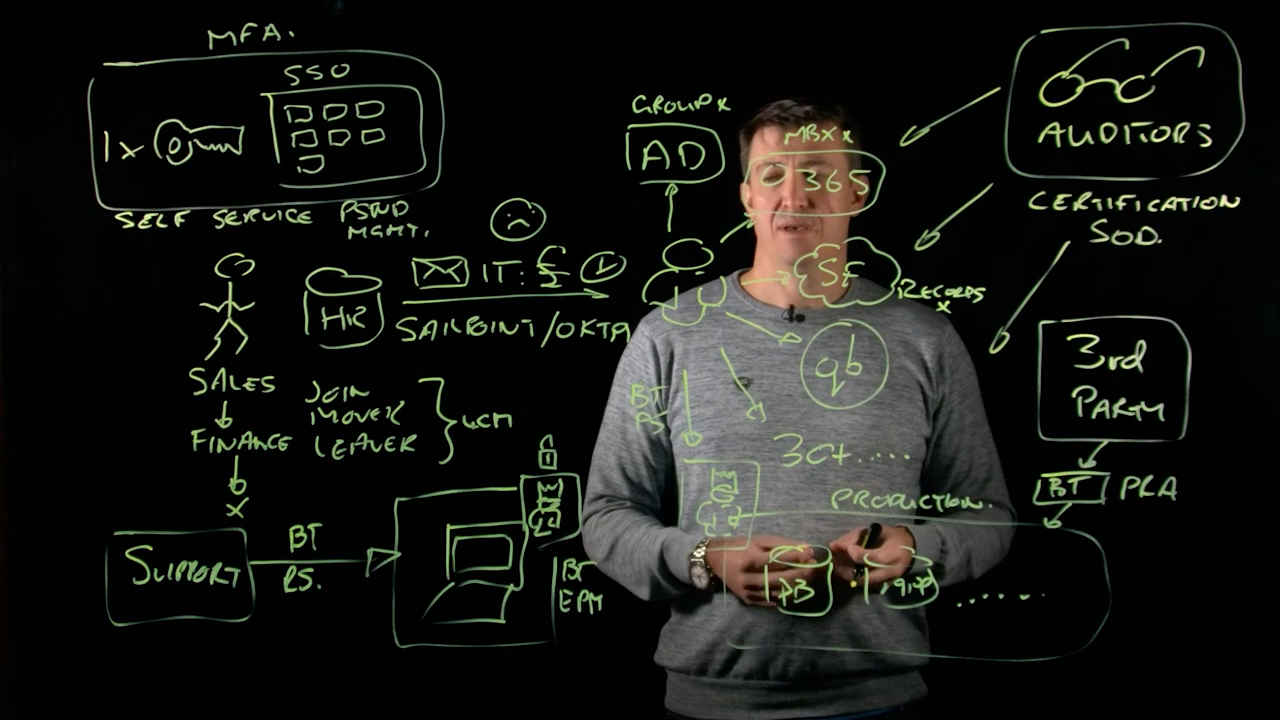 MFA.
SSO
1x
SELF SERVICE PSWD
MGMT.
GROUP x
AD
MBX x
O365
AUDITORS
CERTIFICATION
SOD.
IT: £
HR
SAILPOINT/OKTA
SF
RECORDS
x
qb
3rd
PARTY
SALES
FINANCE
x
JOIN
MOVER
LEAVER
LCM
BT
PS
30+.....
BT
PRA
PRODUCTION.
SUPPORT
BT
RS.
BT
EPM
DB
......